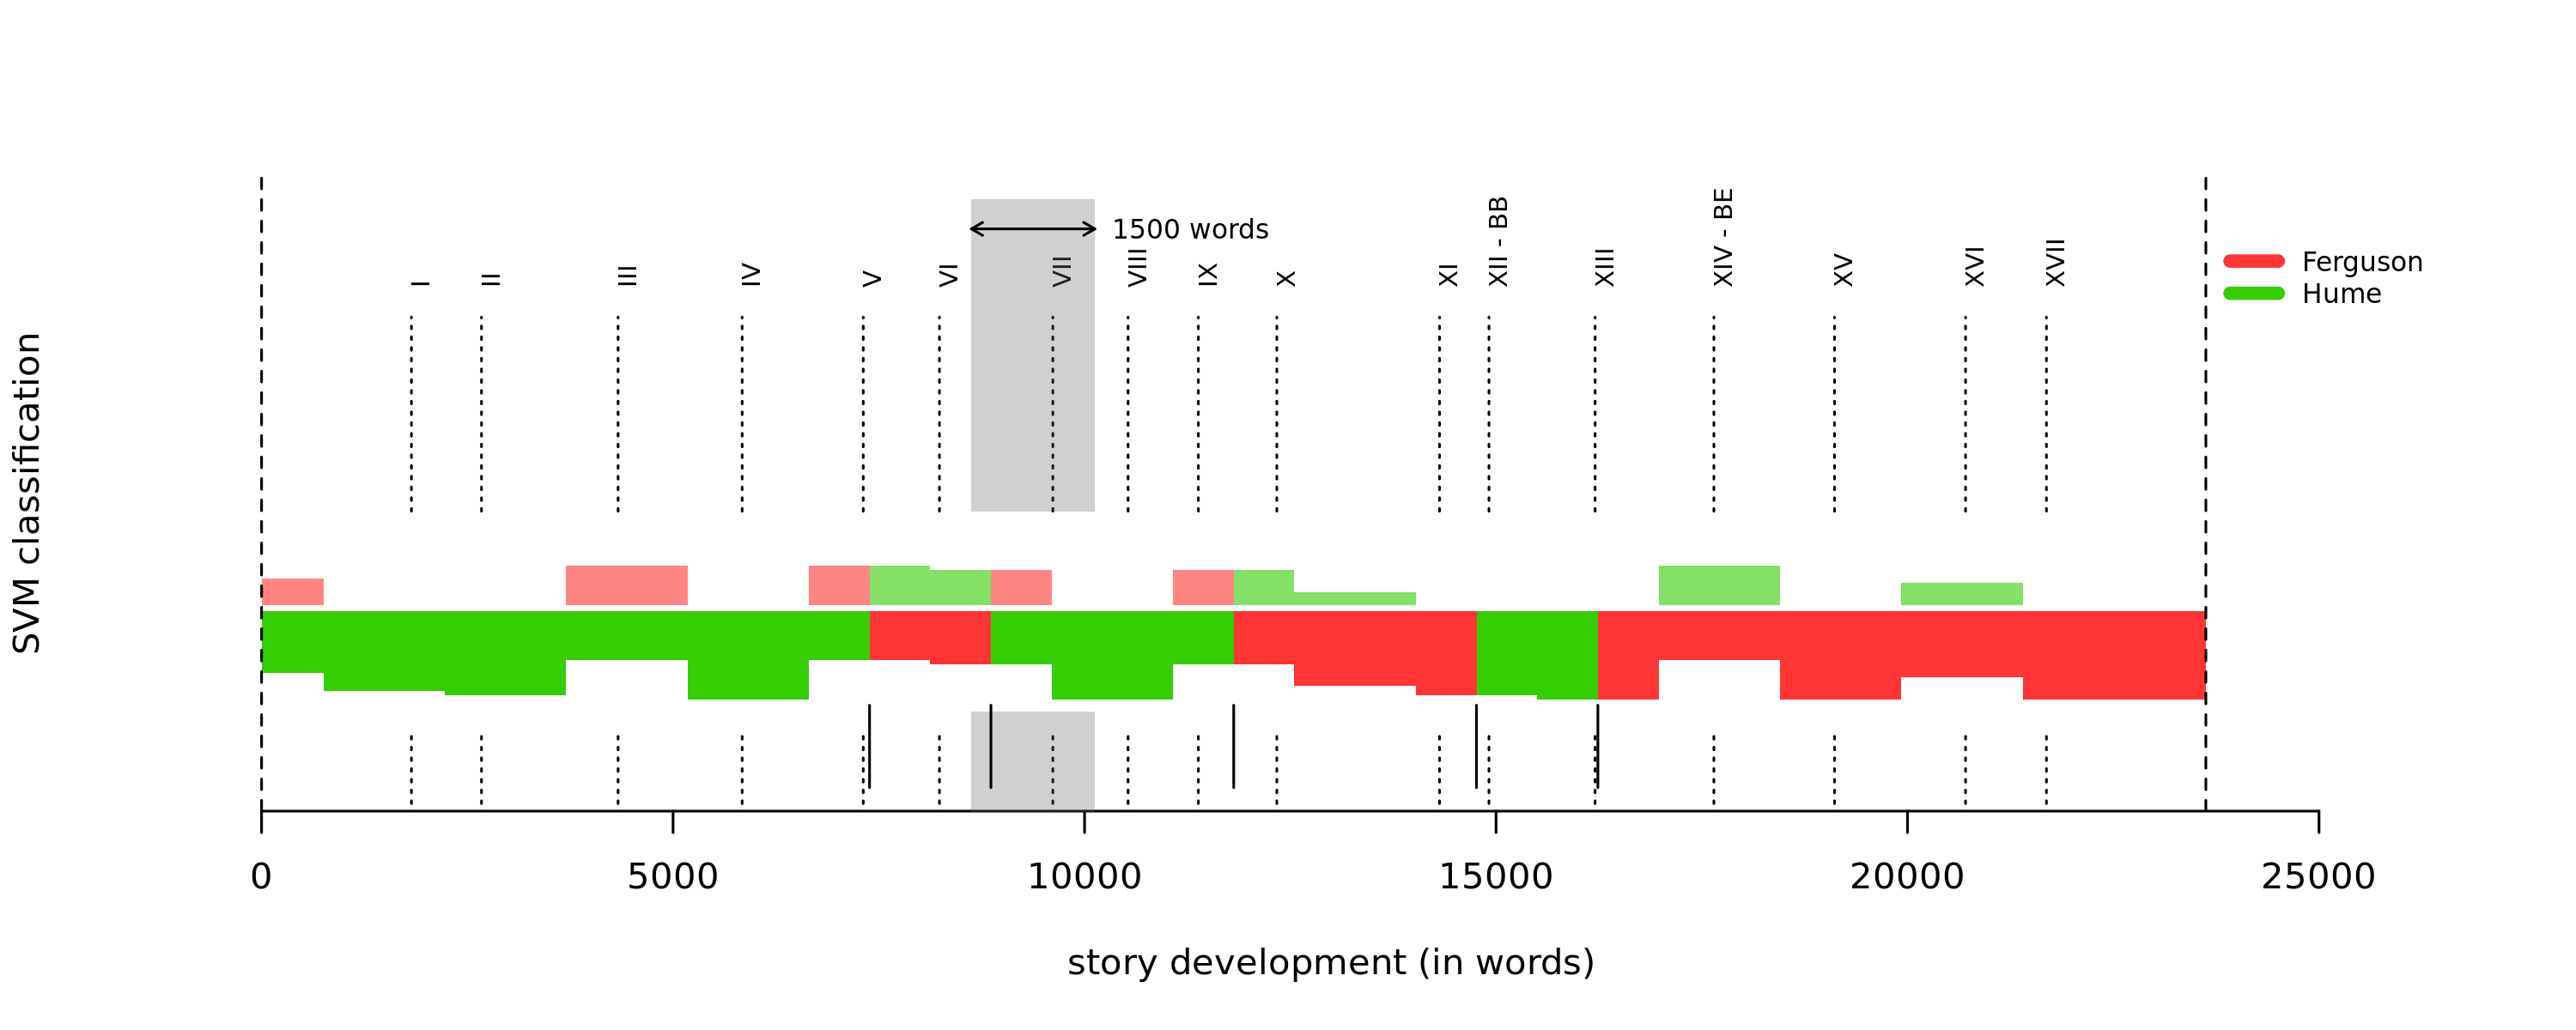 1500 words
I
II
III
IV
V
VI
VII
VIII
IX
X
XI
XII - BB
XIII
XIV - BE
XV
XVI
XVII
Ferguson
Hume
SVM classification
0
5000
10000
15000
20000
25000
story development (in words)